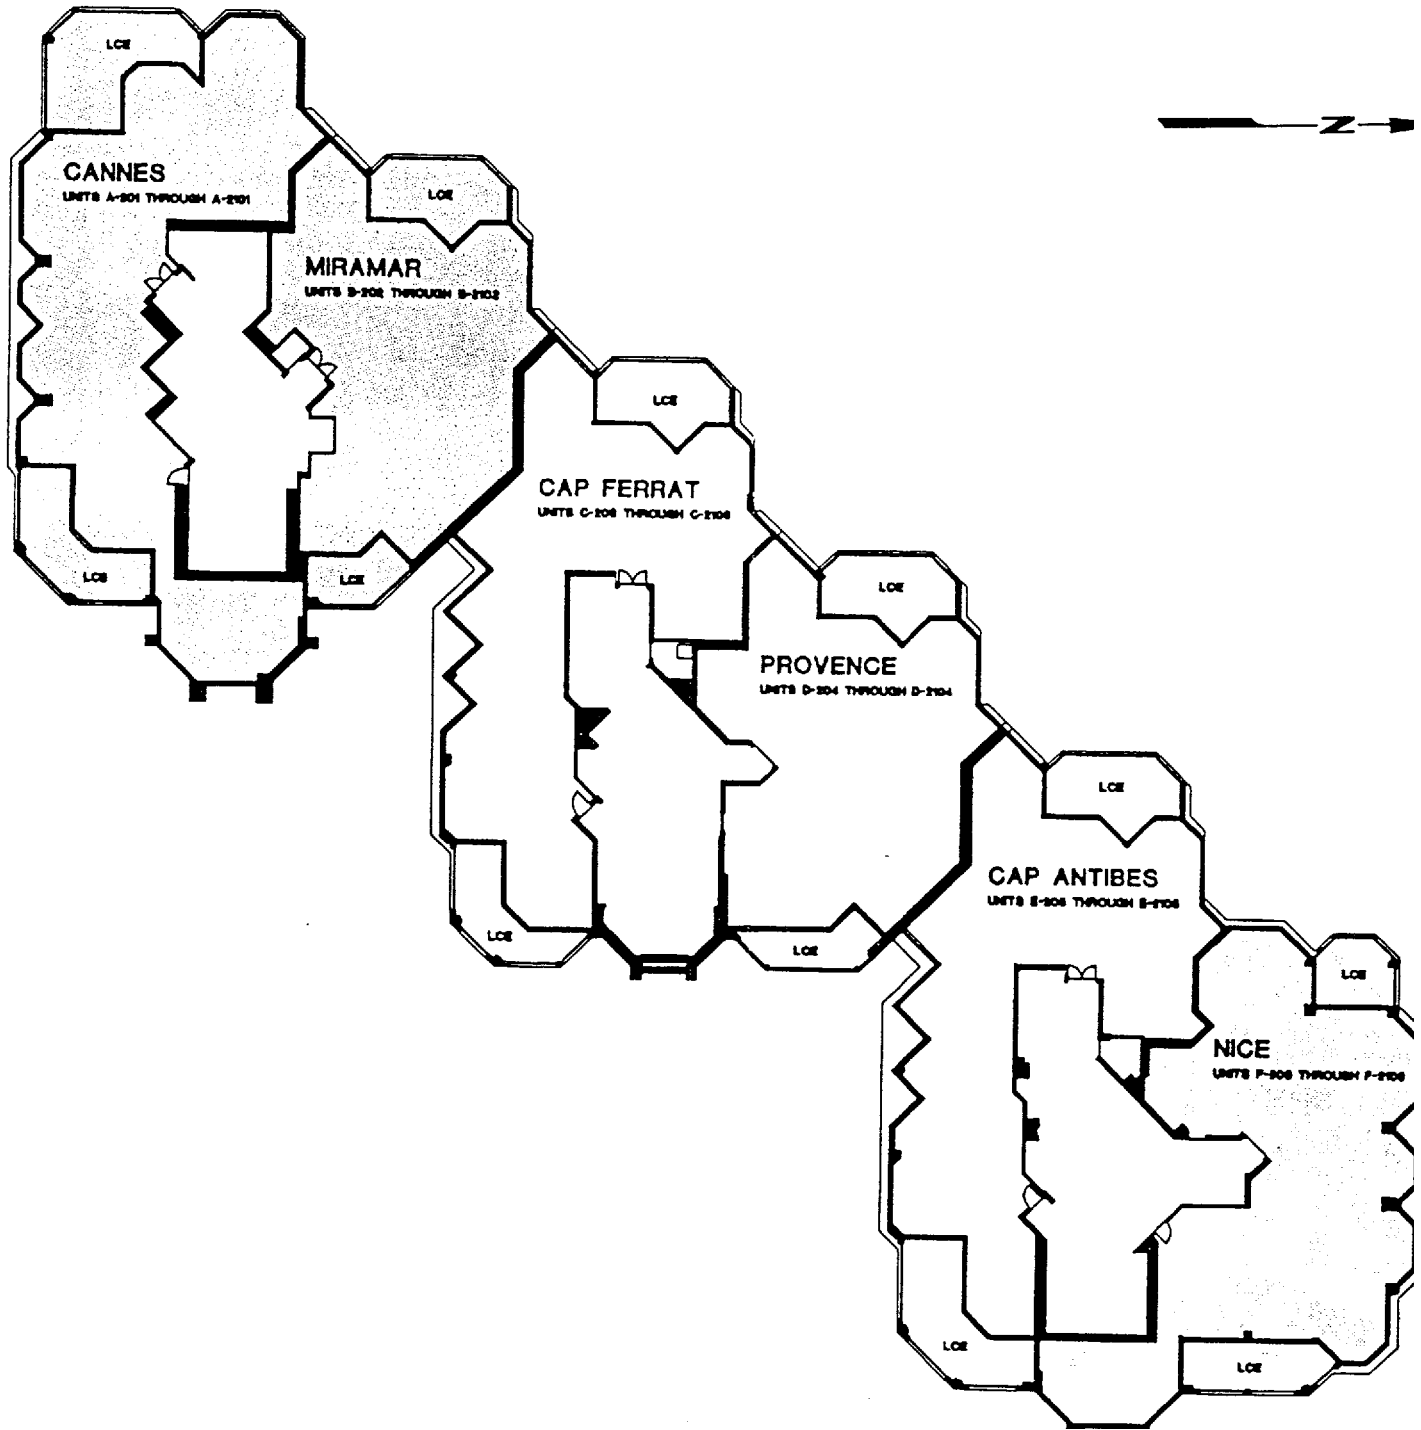 LCE
N
CANNES
UNITS A-201 THROUGH A-2101
LCE
MIRAMAR
UNITS B-202 THROUGH B-2102
LCE
CAP FERRAT
UNITS C-203 THROUGH C-2103
LCE
LCE
LCE
PROVENCE
UNITS D-204 THROUGH D-2104
LCE
CAP ANTIBES
UNITS E-205 THROUGH E-2105
LCE
LCE
LCE
NICE
UNITS F-206 THROUGH F-2106
LCE
LCE